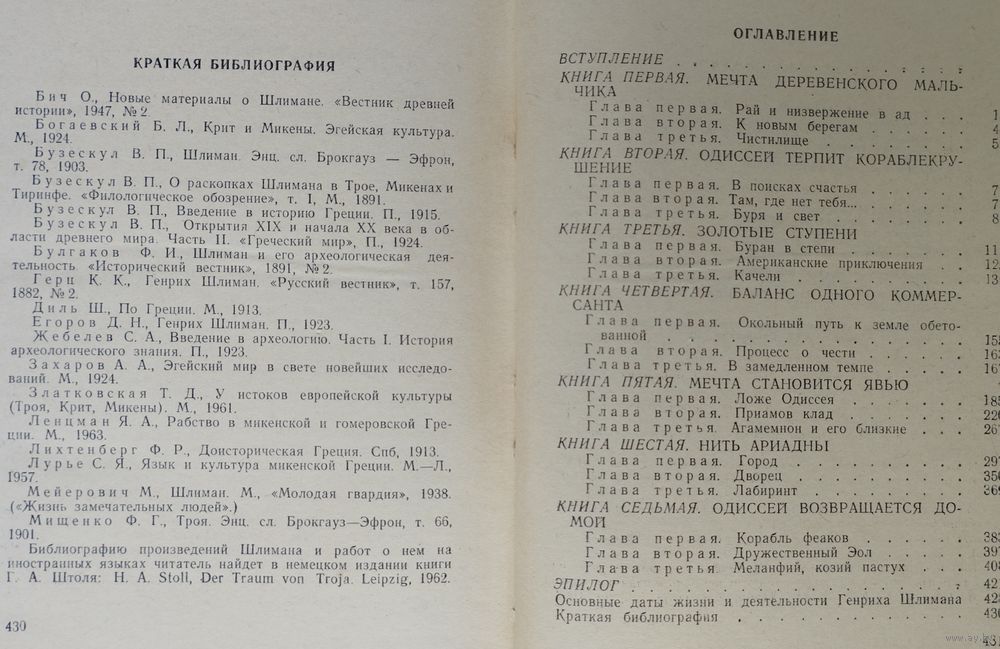 КРАТКАЯ БИБЛИОГРАФИЯ
Бич О., Новые материалы о Шлимане. «Вестник древней
истории», 1947, № 2.
Богаевский Б. Л., Крит и Микены. Эгейская культура.
М., 1924.
Бузескул В. П., Шлиман. Энц. сл. Брокгауз — Эфрон,
т. 78, 1903.
Бузескул В. П., О раскопках Шлимана в Трое, Микенах и
Тиринфе. «Филологическое обозрение», т. I, М., 1891.
Бузескул В. П., Введение в историю Греции. П., 1915.
Бузескул В. П., Открытия XIX и начала XX века в об-
ласти древнего мира. Часть II. «Греческий мир», П., 1924.
Булгаков Ф. И., Шлиман и его археологическая дея-
тельность «Исторический вестник», 1891, № 2.
Герц К. К., Генрих Шлиман. «Русский вестник», т. 157,
1882, № 2.
Диль Ш., По Греции. М., 1913.
Егоров Д. Н., Генрих Шлиман. П., 1923.
Жебелев С. А., Введение в археологию. Часть I. История
археологического знания. П., 1923.
Захаров А. А., Эгейский мир в свете новейших исследо-
ваний. М., 1924.
Златковская Т. Д., У истоков европейской культуры
(Троя, Крит, Микены). М., 1961.
Ленцман Я. А., Рабство в микенской и гомеровской Гре-
ции. М., 1963.
Лихтенберг Ф. Р., Доисторическая Греция. Спб, 1913.
Лурье С. Я., Язык и культура микенской Греции. М.—Л.,
1957.
Мейерович М., Шлиман. М., «Молодая гвардия», 1938.
(«Жизнь замечательных людей».)
Мищенко Ф. Г., Троя. Энц. сл. Брокгауз—Эфрон, т. 66,
1901.
Библиографию произведений Шлимана и работ о нем на
иностранных языках читатель найдет в немецком издании книги
Г. А. Штоля: H. A. Stoll, Der Traum von Troja. Leipzig, 1962.
430
ОГЛАВЛЕНИЕ
ВСТУПЛЕНИЕ . . . . . . . . . . .
КНИГА ПЕРВАЯ. МЕЧТА ДЕРЕВЕНСКОГО МАЛЬ-
ЧИКА
Глава первая. Рай и низвержение в ад . . .
Глава вторая. К новым берегам . . . . .
Глава третья. Чистилище . . . . . . .
КНИГА ВТОРАЯ. ОДИССЕЙ ТЕРПИТ КОРАБЛЕКРУ-
ШЕНИЕ
Глава первая. В поисках счастья . . . . .
Глава вторая. Там, где нет тебя... . . . . .
Глава третья. Буря и свет . . . . . . .
КНИГА ТРЕТЬЯ. ЗОЛОТЫЕ СТУПЕНИ
Глава первая. Буран в степи . . . . . .
Глава вторая. Американские приключения . .
Глава третья. Качели . . . . . . . .
КНИГА ЧЕТВЕРТАЯ. БАЛАНС ОДНОГО КОММЕР-
САНТА
Глава первая. Окольный путь к земле обето-
ванной . . . . . . . . . . .
Глава вторая. Процесс о чести . . . . .
Глава третья. В замедленном темпе . . . .
КНИГА ПЯТАЯ. МЕЧТА СТАНОВИТСЯ ЯВЬЮ
Глава первая. Ложе Одиссея . . . . . .
Глава вторая. Приамов клад . . . . . .
Глава третья. Агамемнон и его близкие . . .
КНИГА ШЕСТАЯ. НИТЬ АРИАДНЫ
Глава первая. Город . . . . . . . .
Глава вторая. Дворец . . . . . . . .
Глава третья. Лабиринт . . . . . . .
КНИГА СЕДЬМАЯ. ОДИССЕЙ ВОЗВРАЩАЕТСЯ ДО-
МОЙ
Глава первая. Корабль феаков . . . . .
Глава вторая. Дружественный Эол . . . . .
Глава третья. Меланфий, козий пастух . . .
ЭПИЛОГ . . . . . . . . . . . .
Основные даты жизни и деятельности Генриха Шлимана
Краткая библиография . . . . . . . .